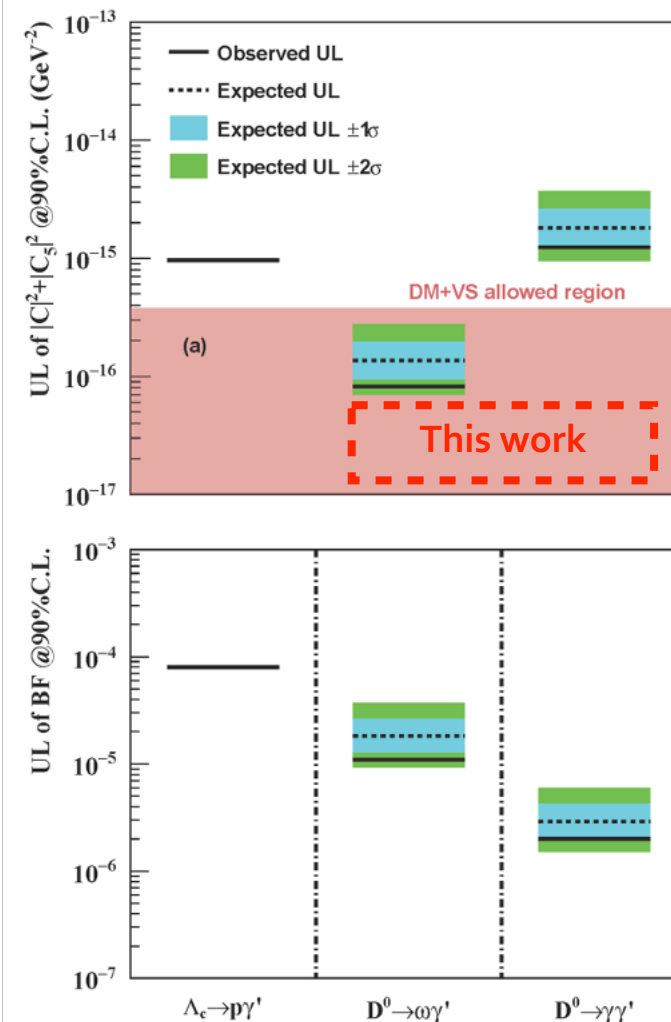 UL of |C|²+|C₅|² @90%C.L. (GeV⁻²)
10⁻¹³
10⁻¹⁴
10⁻¹⁵
10⁻¹⁶
10⁻¹⁷
Observed UL
Expected UL
Expected UL ±1σ
Expected UL ±2σ
DM+VS allowed region
(a)
This work
UL of BF @90%C.L.
10⁻³
10⁻⁴
10⁻⁵
10⁻⁶
10⁻⁷
Λc→pγ' D⁰→ωγ' D⁰→γγ'